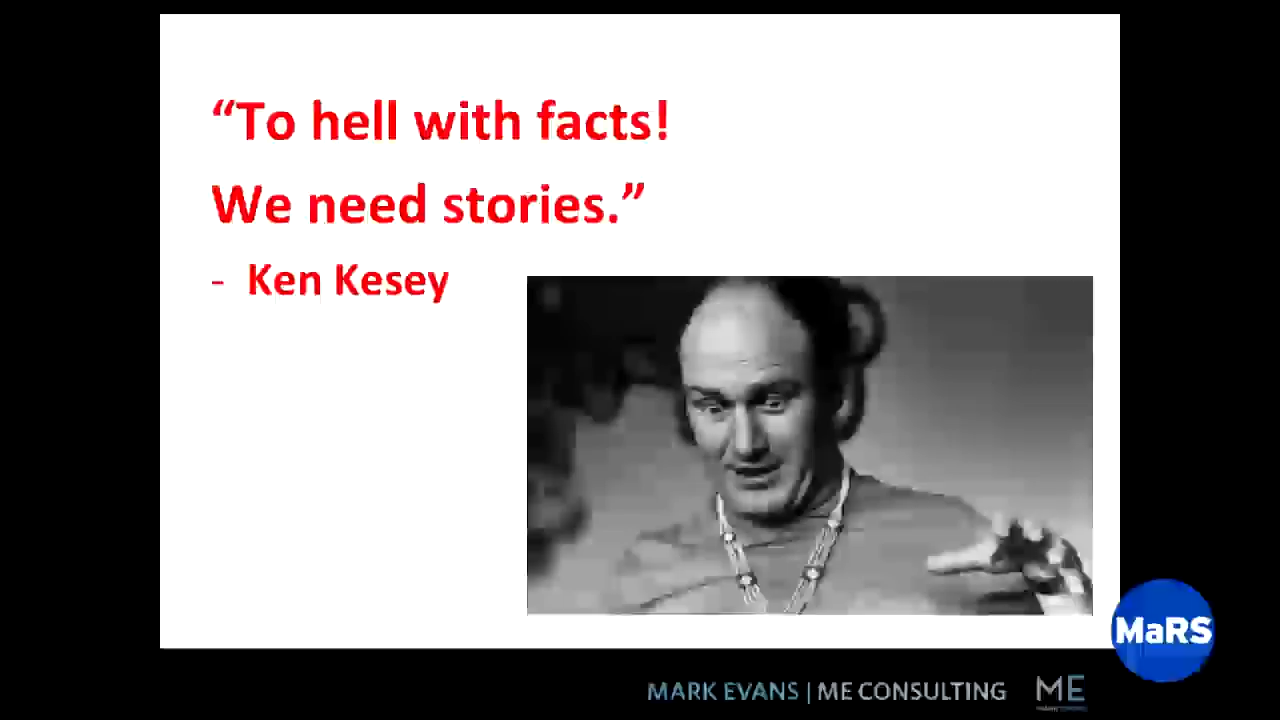 “To hell with facts!
We need stories.”
- Ken Kesey
MaRS
MARK EVANS | ME CONSULTING
ME